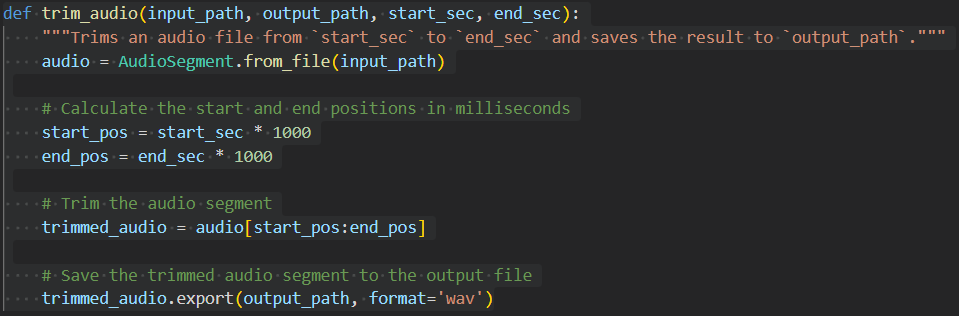 def trim_audio(input_path, output_path, start_sec, end_sec):
    """Trims an audio file from `start_sec` to `end_sec` and saves the result to `output_path`."""
    audio = AudioSegment.from_file(input_path)

    # Calculate the start and end positions in milliseconds
    start_pos = start_sec * 1000
    end_pos = end_sec * 1000

    # Trim the audio segment
    trimmed_audio = audio[start_pos:end_pos]

    # Save the trimmed audio segment to the output file
    trimmed_audio.export(output_path, format='wav')